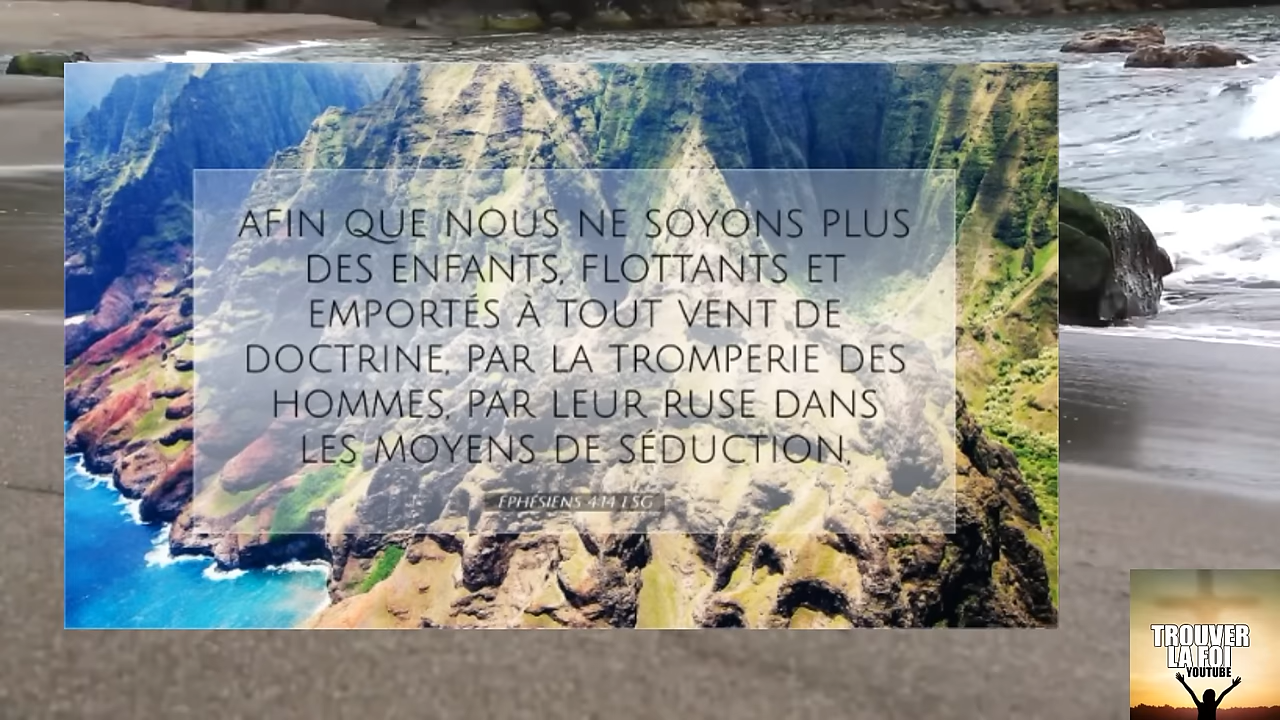 AFIN QUE NOUS NE SOYONS PLUS
DES ENFANTS, FLOTTANTS ET
EMPORTÉS À TOUT VENT DE
DOCTRINE, PAR LA TROMPERIE DES
HOMMES, PAR LEUR RUSE DANS
LES MOYENS DE SÉDUCTION,
ÉPHÉSIENS 4:14 LSG
TROUVER
LA FOI
YOUTUBE